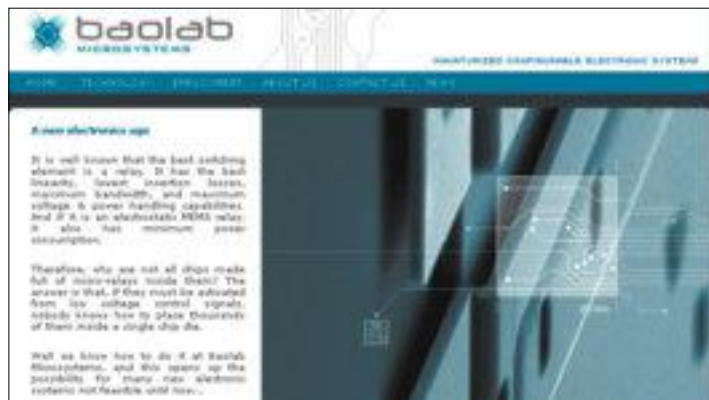 baolab
MICROSYSTEMS
MINIATURIZED CONFIGURABLE ELECTRONIC SYSTEMS
HOME TECHNOLOGY EMPLOYMENT ABOUT US CONTACT US NEWS
A new electronics age
It is well known that the best switching
element is a relay. It has the best
linearity, lowest insertion losses,
maximum bandwidth, and maximum
voltage & power handling capabilities.
And if it is an electrostatic MEMS relay,
it also has minimum power
consumption.
Therefore, why are not all chips made
full of micro-relays inside them? The
answer is that, if they must be activated
from low voltage control signals,
nobody knows how to place thousands
of them inside a single chip die.
Well we know how to do it at Baolab
Microsystems, and this opens up the
possibility for many new electronic
systems not feasible until now...